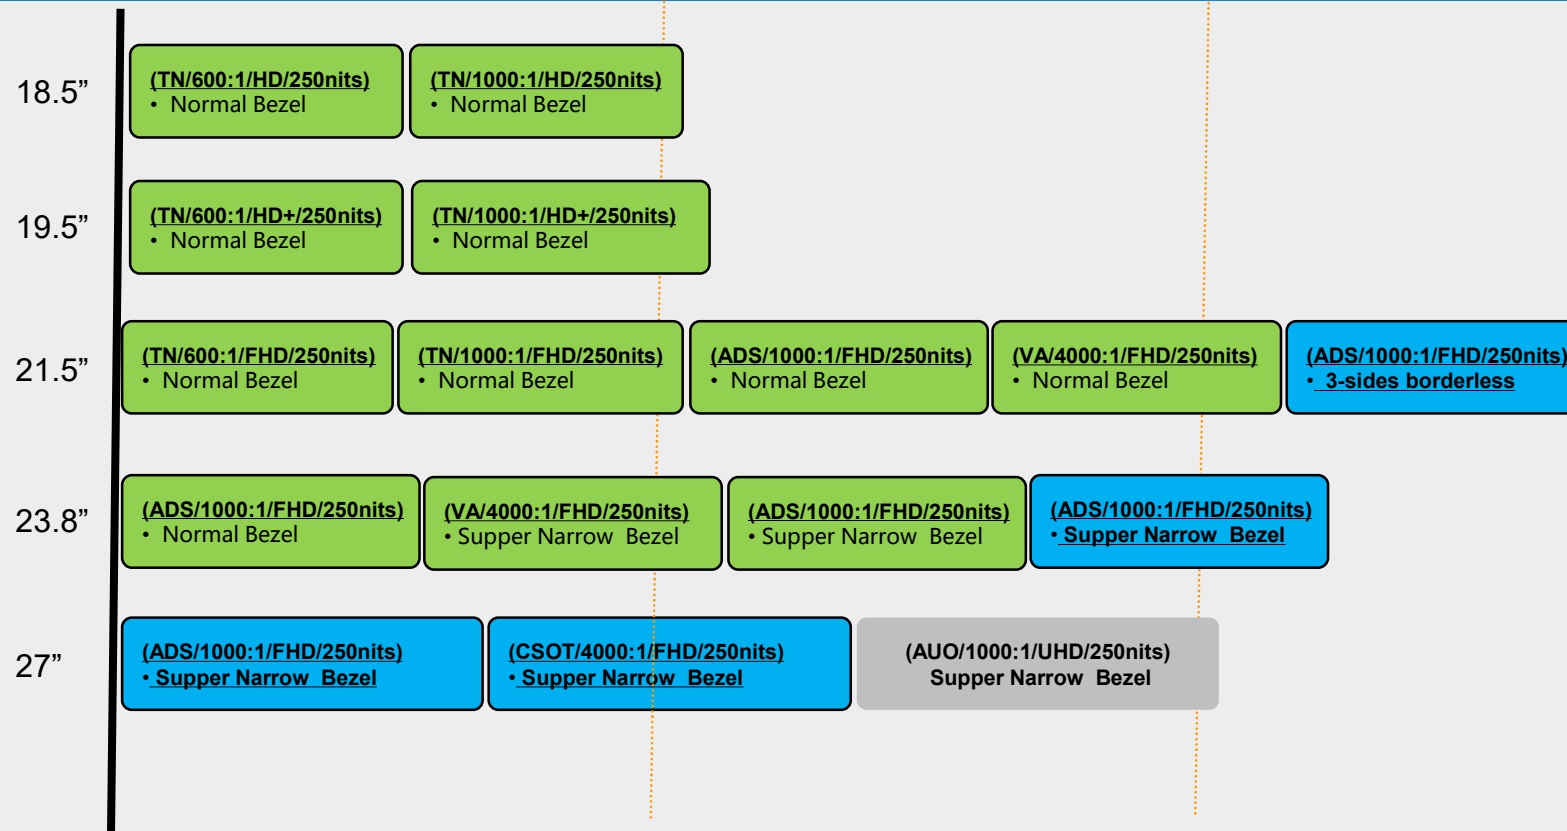 18.5”
(TN/600:1/HD/250nits)
• Normal Bezel
(TN/1000:1/HD/250nits)
• Normal Bezel
19.5”
(TN/600:1/HD+/250nits)
• Normal Bezel
(TN/1000:1/HD+/250nits)
• Normal Bezel
21.5”
(TN/600:1/FHD/250nits)
• Normal Bezel
(TN/1000:1/FHD/250nits)
• Normal Bezel
(ADS/1000:1/FHD/250nits)
• Normal Bezel
(VA/4000:1/FHD/250nits)
• Normal Bezel
(ADS/1000:1/FHD/250nits)
• 3-sides borderless
23.8”
(ADS/1000:1/FHD/250nits)
• Normal Bezel
(VA/4000:1/FHD/250nits)
• Supper Narrow Bezel
(ADS/1000:1/FHD/250nits)
• Supper Narrow Bezel
(ADS/1000:1/FHD/250nits)
• Supper Narrow Bezel
27”
(ADS/1000:1/FHD/250nits)
• Supper Narrow Bezel
(CSOT/4000:1/FHD/250nits)
• Supper Narrow Bezel
(AUO/1000:1/UHD/250nits)
Supper Narrow Bezel